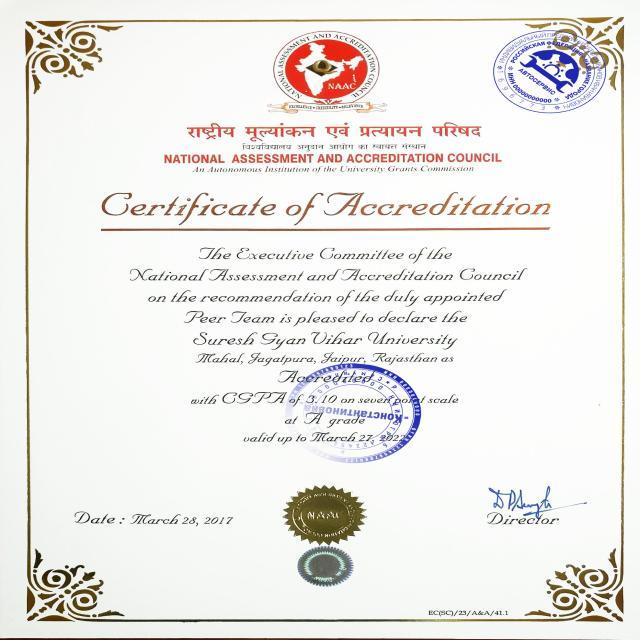 NATIONAL ASSESSMENT AND ACCREDITATION COUNCIL
NAAC
EXCELLENCE CREDIBILITY RELEVANCE
РОССИЙСКАЯ ФЕДЕРАЦИЯ
АВТОСЕРВИС
ИНН 000000000000
राष्ट्रीय मूल्यांकन एवं प्रत्यायन परिषद
विश्वविद्यालय अनुदान आयोग का स्वायत्त संस्थान
NATIONAL ASSESSMENT AND ACCREDITATION COUNCIL
An Autonomous Institution of the University Grants Commission
Certificate of Accreditation
The Executive Committee of the
National Assessment and Accreditation Council
on the recommendation of the duly appointed
Peer Team is pleased to declare the
Suresh Gyan Vihar University
Mahal, Jagatpura, Jaipur, Rajasthan as
Accredited
with CGPA of 3.10 on seven point scale
at A grade
valid up to March 27, 2022
Date : March 28, 2017
NAAC
Director
EC(SC)/23/A&A/41.1